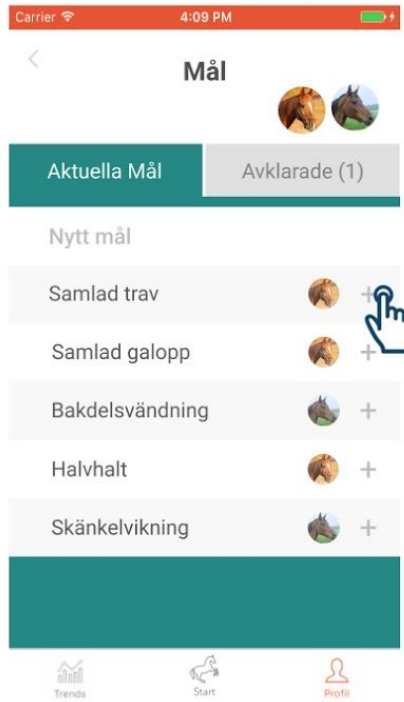 Carrier 4:09 PM
Mål
Aktuella Mål Avklarade (1)
Nytt mål
Samlad trav +
Samlad galopp +
Bakdelsvändning +
Halvhalt +
Skänkelvikning +
Trends Start Profil